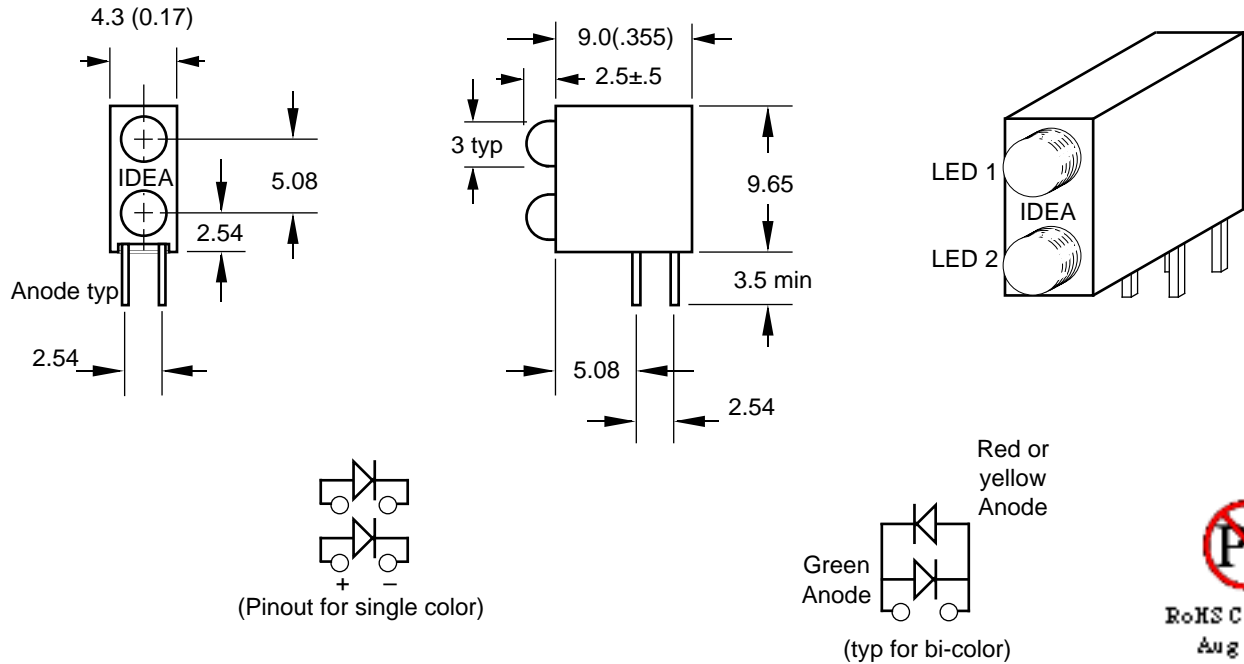 4.3 (0.17)
IDEA
5.08
2.54
Anode typ
2.54
9.0(.355)
2.5±.5
3 typ
9.65
3.5 min
5.08
2.54
LED 1
IDEA
LED 2
+ –
(Pinout for single color)
Red or
yellow
Anode
Green
Anode
(typ for bi-color)
P
RoHS C
Aug